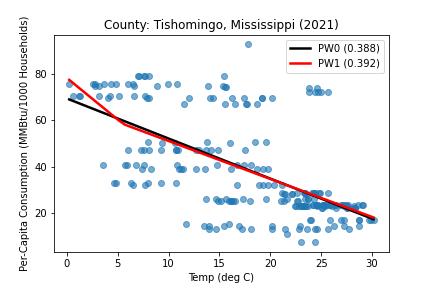 County: Tishomingo, Mississippi (2021)
PW0 (0.388)
PW1 (0.392)
Per-Capita Consumption (MMBtu/1000 Households)
80
60
40
20
0
5
10
15
20
25
30
Temp (deg C)